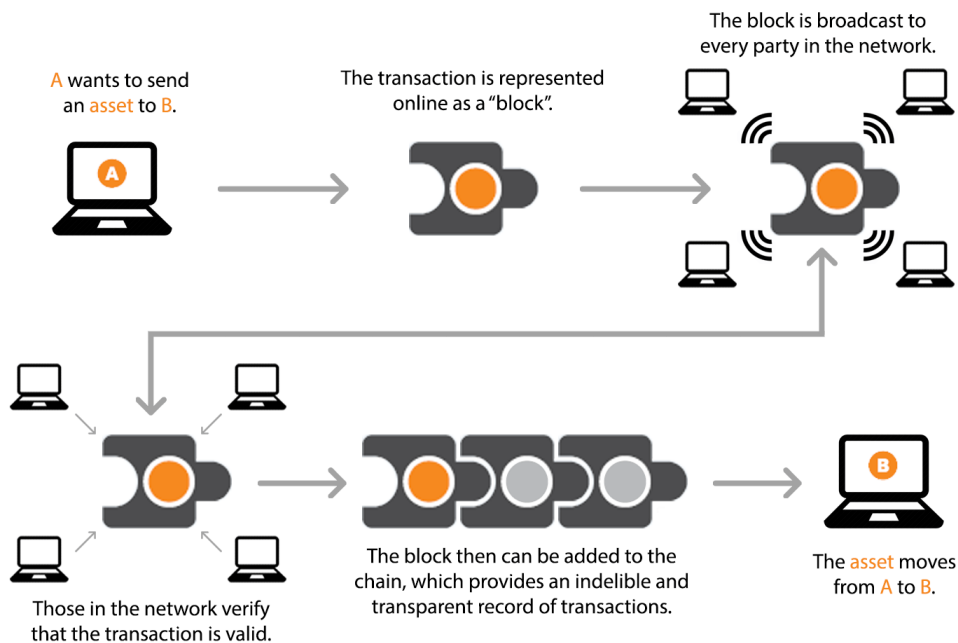 A wants to send
an asset to B.
A
The transaction is represented
online as a “block”.
The block is broadcast to
every party in the network.
Those in the network verify
that the transaction is valid.
The block then can be added to the
chain, which provides an indelible and
transparent record of transactions.
B
The asset moves
from A to B.